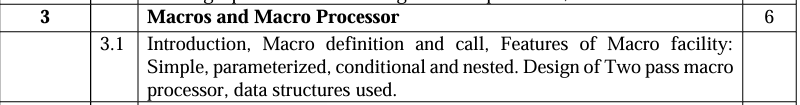 3 Macros and Macro Processor 6
3.1 Introduction, Macro definition and call, Features of Macro facility:
Simple, parameterized, conditional and nested. Design of Two pass macro
processor, data structures used.